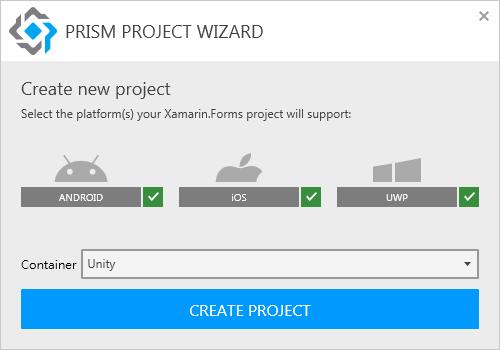 PRISM PROJECT WIZARD
Create new project
Select the platform(s) your Xamarin.Forms project will support:
ANDROID
iOS
UWP
Container
Unity
CREATE PROJECT